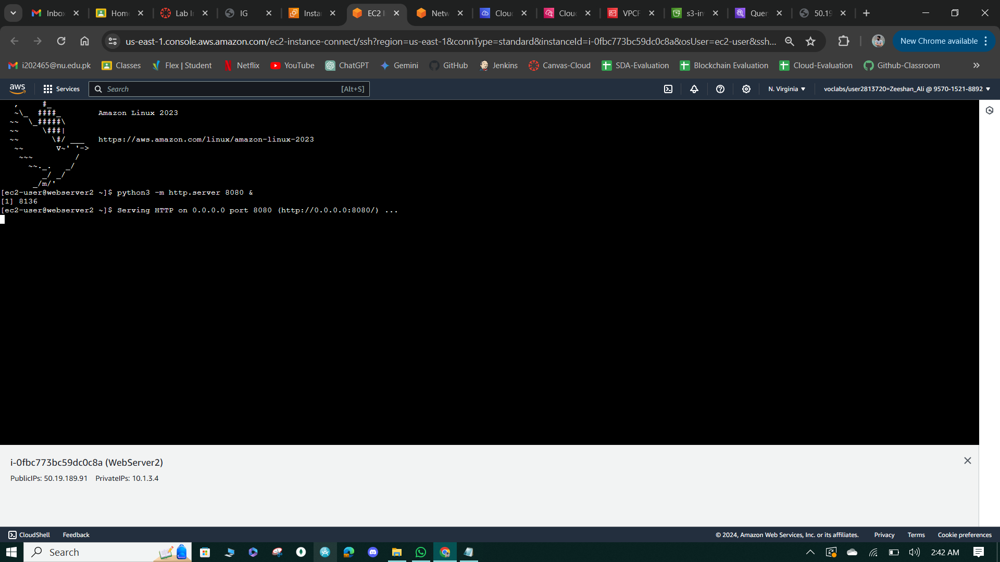 Inbo
Hom
Lab I
IG
Insta
EC2 I
Netw
Clou
Clou
VPCF
s3-in
Quer
50.19
us-east-1.console.aws.amazon.com/ec2-instance-connect/ssh?region=us-east-1&connType=standard&instanceId=i-0fbc773bc59dc0c8a&osUser=ec2-user&ssh...
New Chrome available
i202465@nu.edu.pk
Classes
Flex | Student
Netflix
YouTube
ChatGPT
Gemini
GitHub
Jenkins
Canvas-Cloud
SDA-Evaluation
Blockchain Evaluation
Cloud-Evaluation
Github-Classroom
aws
Services
Search
[Alt+S]
N. Virginia
voclabs/user2813720=Zeeshan_Ali @ 9570-1521-8892
   ,     #_
   ~\_  ####_        Amazon Linux 2023
  ~~  \_#####\
  ~~     \###|
  ~~       \#/ ___   https://aws.amazon.com/linux/amazon-linux-2023
   ~~       V~' '->
    ~~~         /
      ~~._.   _/
         _/ _/
       _/m/'
[ec2-user@webserver2 ~]$ python3 -m http.server 8080 &
[1] 8136
[ec2-user@webserver2 ~]$ Serving HTTP on 0.0.0.0 port 8080 (http://0.0.0.0:8080/) ...
i-0fbc773bc59dc0c8a (WebServer2)
PublicIPs: 50.19.189.91 PrivateIPs: 10.1.3.4
CloudShell
Feedback
© 2024, Amazon Web Services, Inc. or its affiliates.
Privacy
Terms
Cookie preferences
Search
2:42 AM